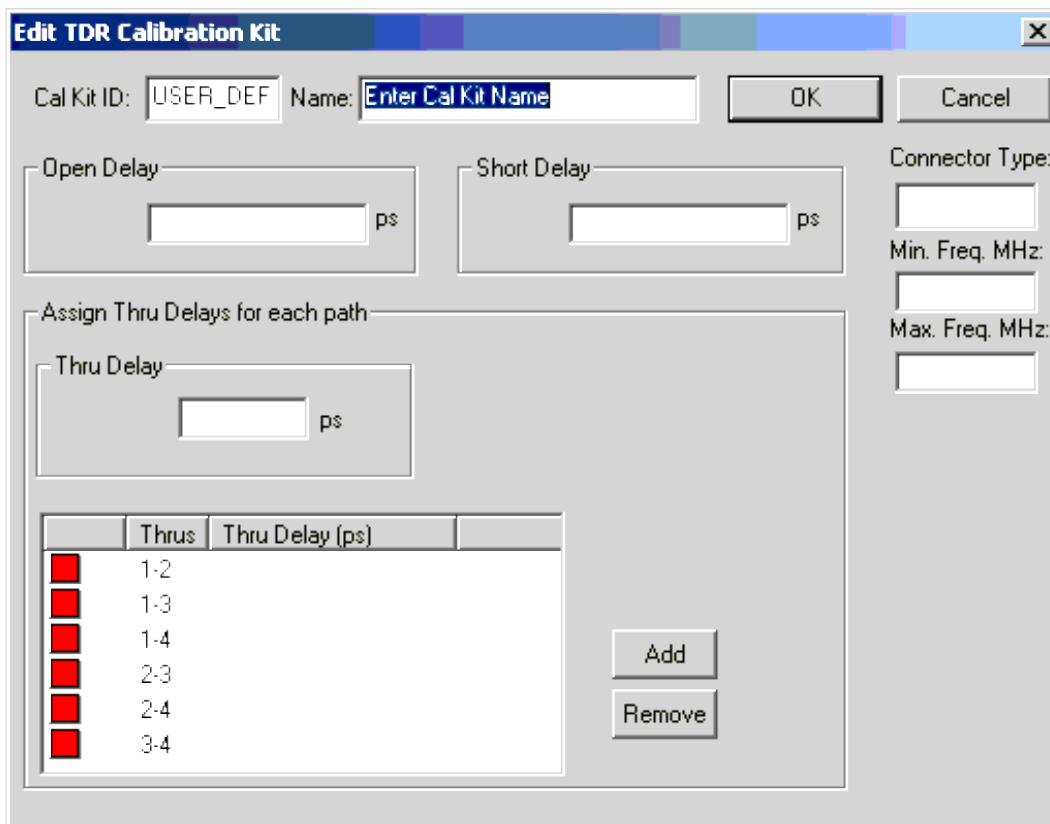 Edit TDR Calibration Kit
Cal Kit ID: USER_DEF Name: Enter Cal Kit Name OK Cancel
Open Delay
ps
Short Delay
ps
Connector Type:
Min. Freq. MHz:
Max. Freq. MHz:
Assign Thru Delays for each path
Thru Delay
ps
Thrus Thru Delay (ps)
1-2
1-3
1-4
2-3
2-4
3-4
Add
Remove